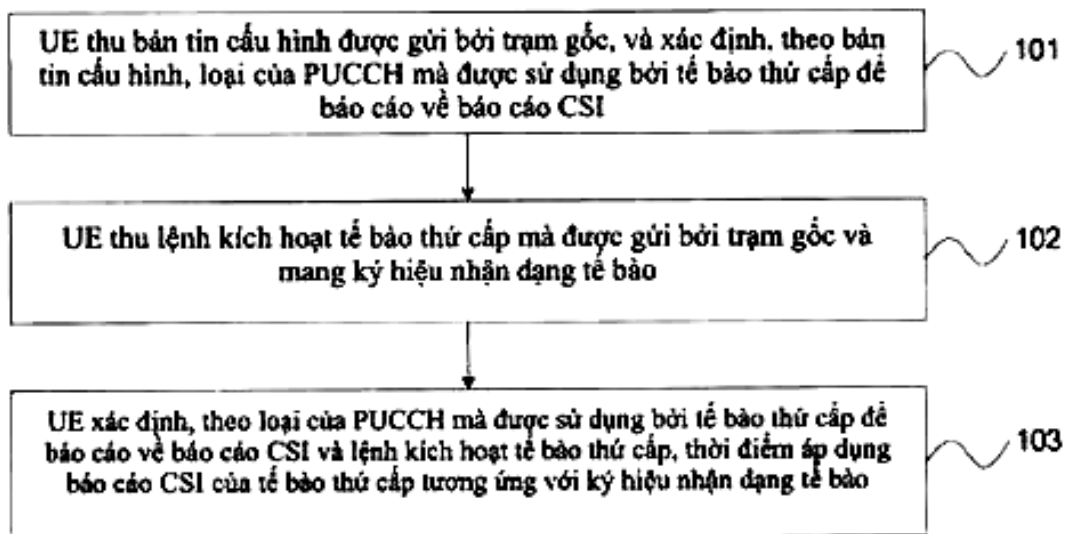 UE thu bản tin cấu hình được gửi bởi trạm gốc, và xác định, theo bản
tin cấu hình, loại của PUCCH mà được sử dụng bởi tế bào thứ cấp để
báo cáo về báo cáo CSI
101
UE thu lệnh kích hoạt tế bào thứ cấp mà được gửi bởi trạm gốc và
mang ký hiệu nhận dạng tế bào
102
UE xác định, theo loại của PUCCH mà được sử dụng bởi tế bào thứ cấp để
báo cáo về báo cáo CSI và lệnh kích hoạt tế bào thứ cấp, thời điểm áp dụng
báo cáo CSI của tế bào thứ cấp tương ứng với ký hiệu nhận dạng tế bào
103